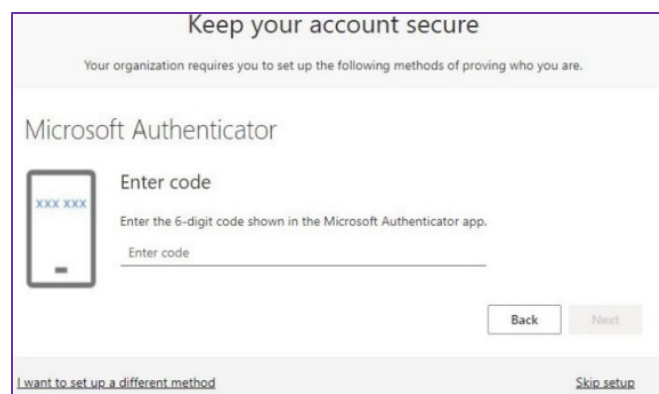 Keep your account secure
Your organization requires you to set up the following methods of proving who you are.
Microsoft Authenticator
XXX XXX
Enter code
Enter the 6-digit code shown in the Microsoft Authenticator app.
Enter code
Back Next
I want to set up a different method Skip setup